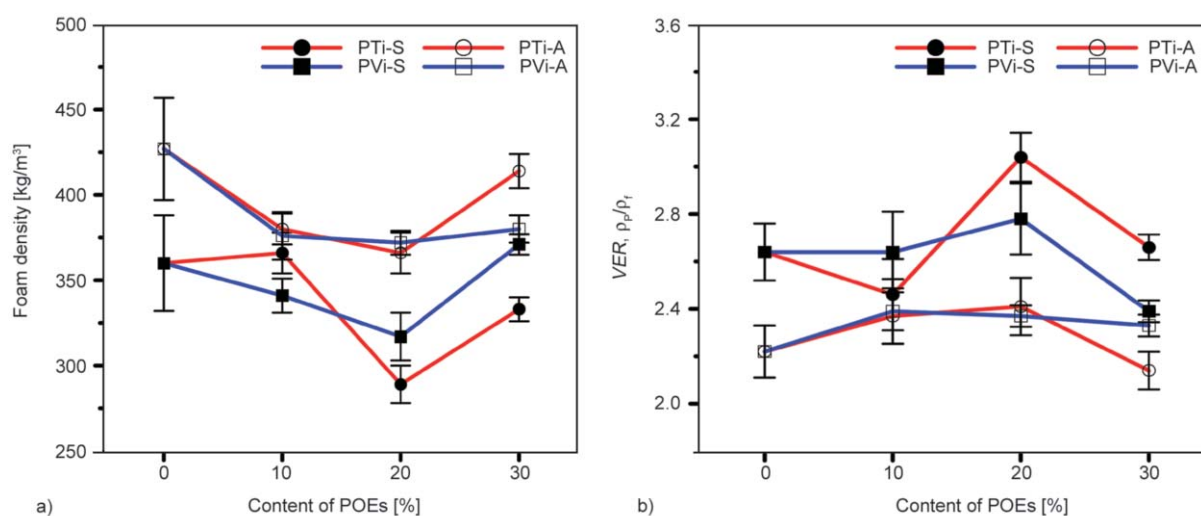 500
450
400
350
300
250
Foam density [kg/m³]
PTi-S PTi-A
PVi-S PVi-A
0 10 20 30
Content of POEs [%]
a)
3.6
3.2
2.8
2.4
2.0
VER, ρₚ/ρf
PTi-S PTi-A
PVi-S PVi-A
0 10 20 30
Content of POEs [%]
b)